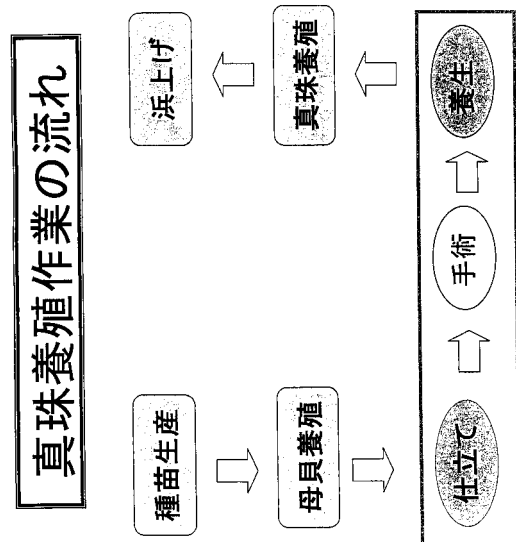 真珠養殖作業の流れ
種苗生産
母貝養殖
仕立て
手術
養生
真珠養殖
浜上げ